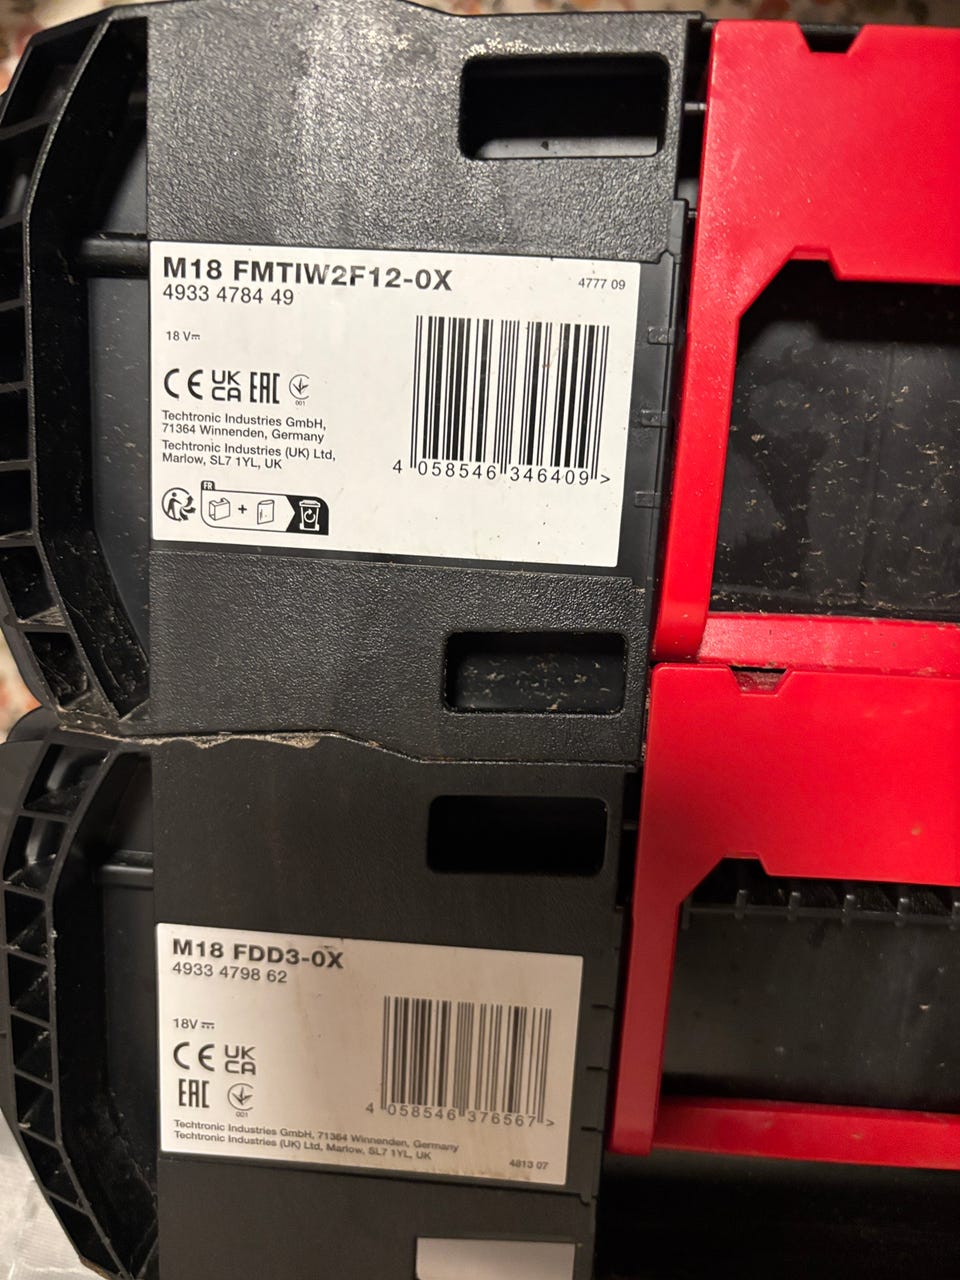 M18 FMTIW2F12-0X
4933 4784 49
4777 09
18 V
CE UK CA EAC
001
Techtronic Industries GmbH,
71364 Winnenden, Germany
Techtronic Industries (UK) Ltd,
Marlow, SL7 1YL, UK
4 058546 346409 >
FR
+
M18 FDD3-0X
4933 4798 62
18V
CE UK CA
EAC
001
4 058546 376567 >
Techtronic Industries GmbH, 71364 Winnenden, Germany
Techtronic Industries (UK) Ltd, Marlow, SL7 1YL, UK
4813 07